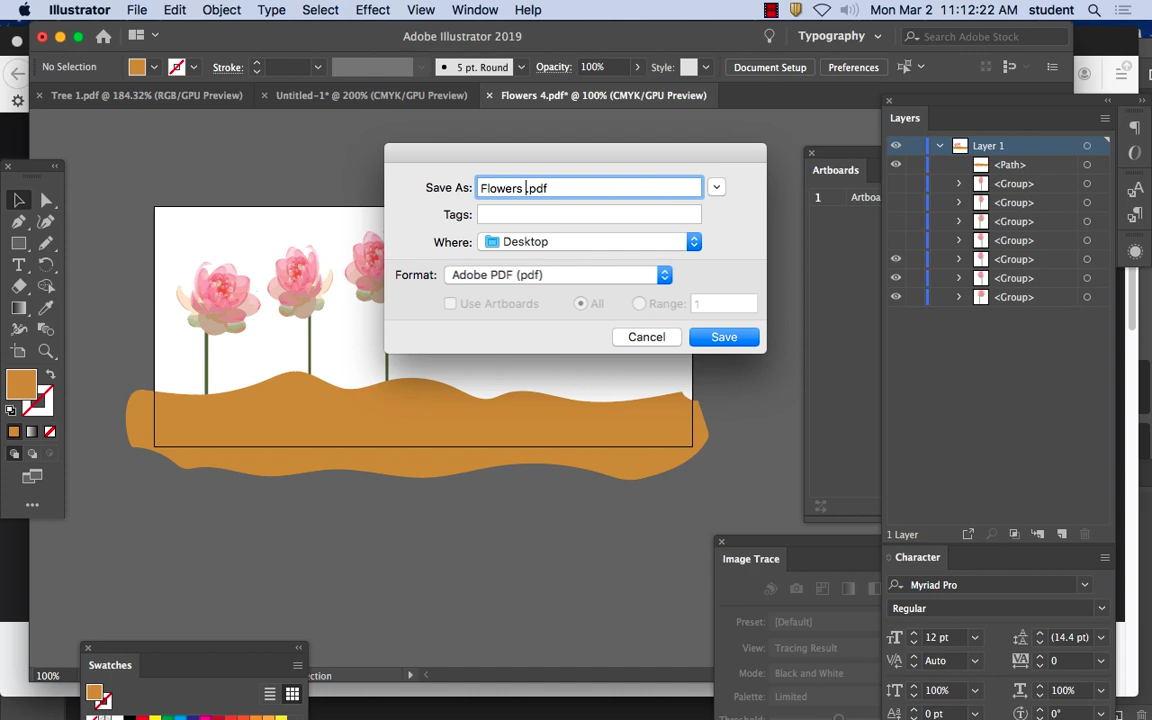 Illustrator File Edit Object Type Select Effect View Window Help Mon Mar 2 11:12:22 AM student
Adobe Illustrator 2019 Typography Search Adobe Stock
No Selection Stroke: 5 pt. Round Opacity: 100% Style: Document Setup Preferences
Tree 1.pdf @ 184.32% (RGB/GPU Preview) Untitled-1* @ 200% (CMYK/GPU Preview) Flowers 4.pdf* @ 100% (CMYK/GPU Preview)
Layers
Layer 1
<Path>
<Group>
<Group>
<Group>
<Group>
<Group>
<Group>
<Group>
1 Layer
Artboards
1 Artboa
Save As: Flowers .pdf
Tags:
Where: Desktop
Format: Adobe PDF (pdf)
Use Artboards All Range: 1
Cancel Save
Image Trace
Preset: [Default]
View: Tracing Result
Mode: Black and White
Palette: Limited
Character
Myriad Pro
Regular
12 pt (14.4 pt)
Auto 0
100% 100%
0 pt 0°
100% ection
Swatches